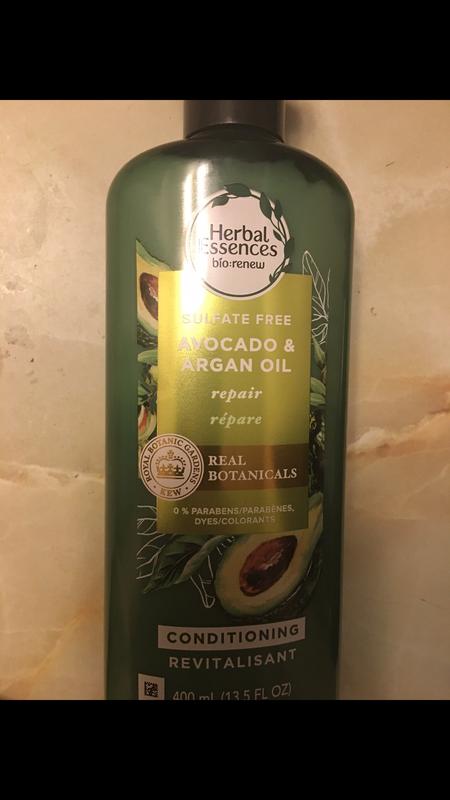 Herbal
Essences
bio:renew
SULFATE FREE
AVOCADO &
ARGAN OIL
repair
répare
ROYAL BOTANIC GARDENS
KEW
REAL
BOTANICALS
0 % PARABENS/PARABÈNES,
DYES/COLORANTS
CONDITIONING
REVITALISANT
400 mL (13.5 FL OZ)